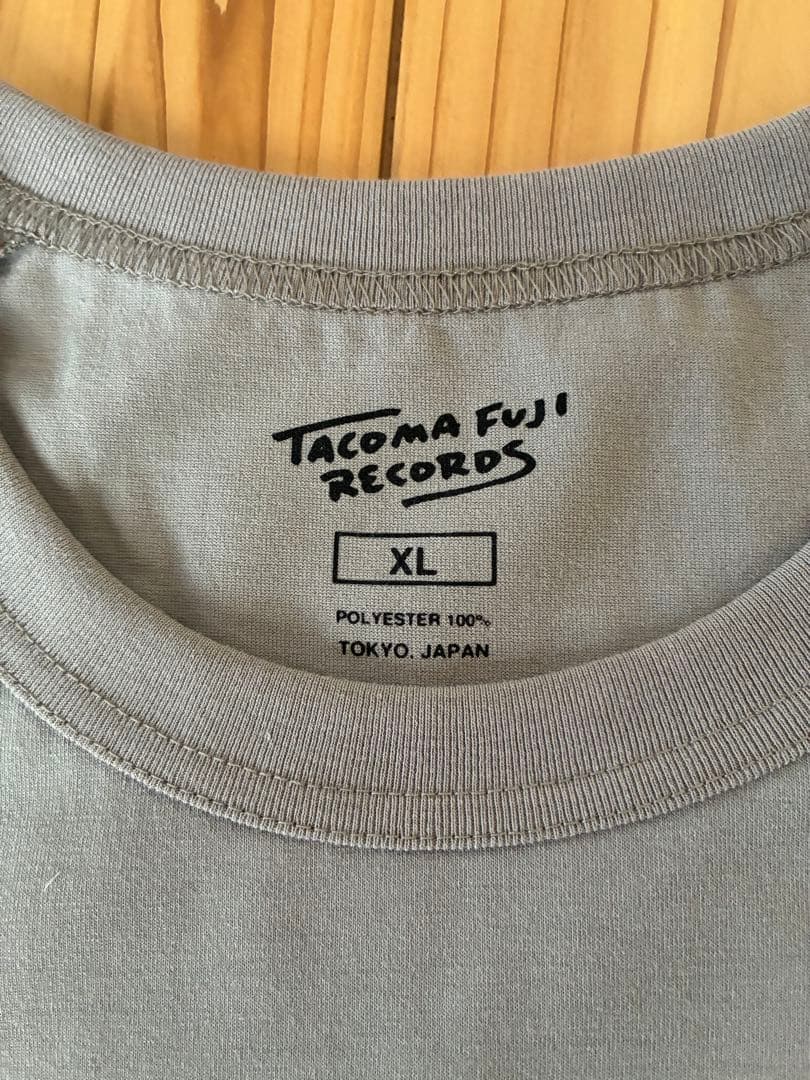 TACOMA FUJI
RECORDS
XL
POLYESTER 100%
TOKYO. JAPAN